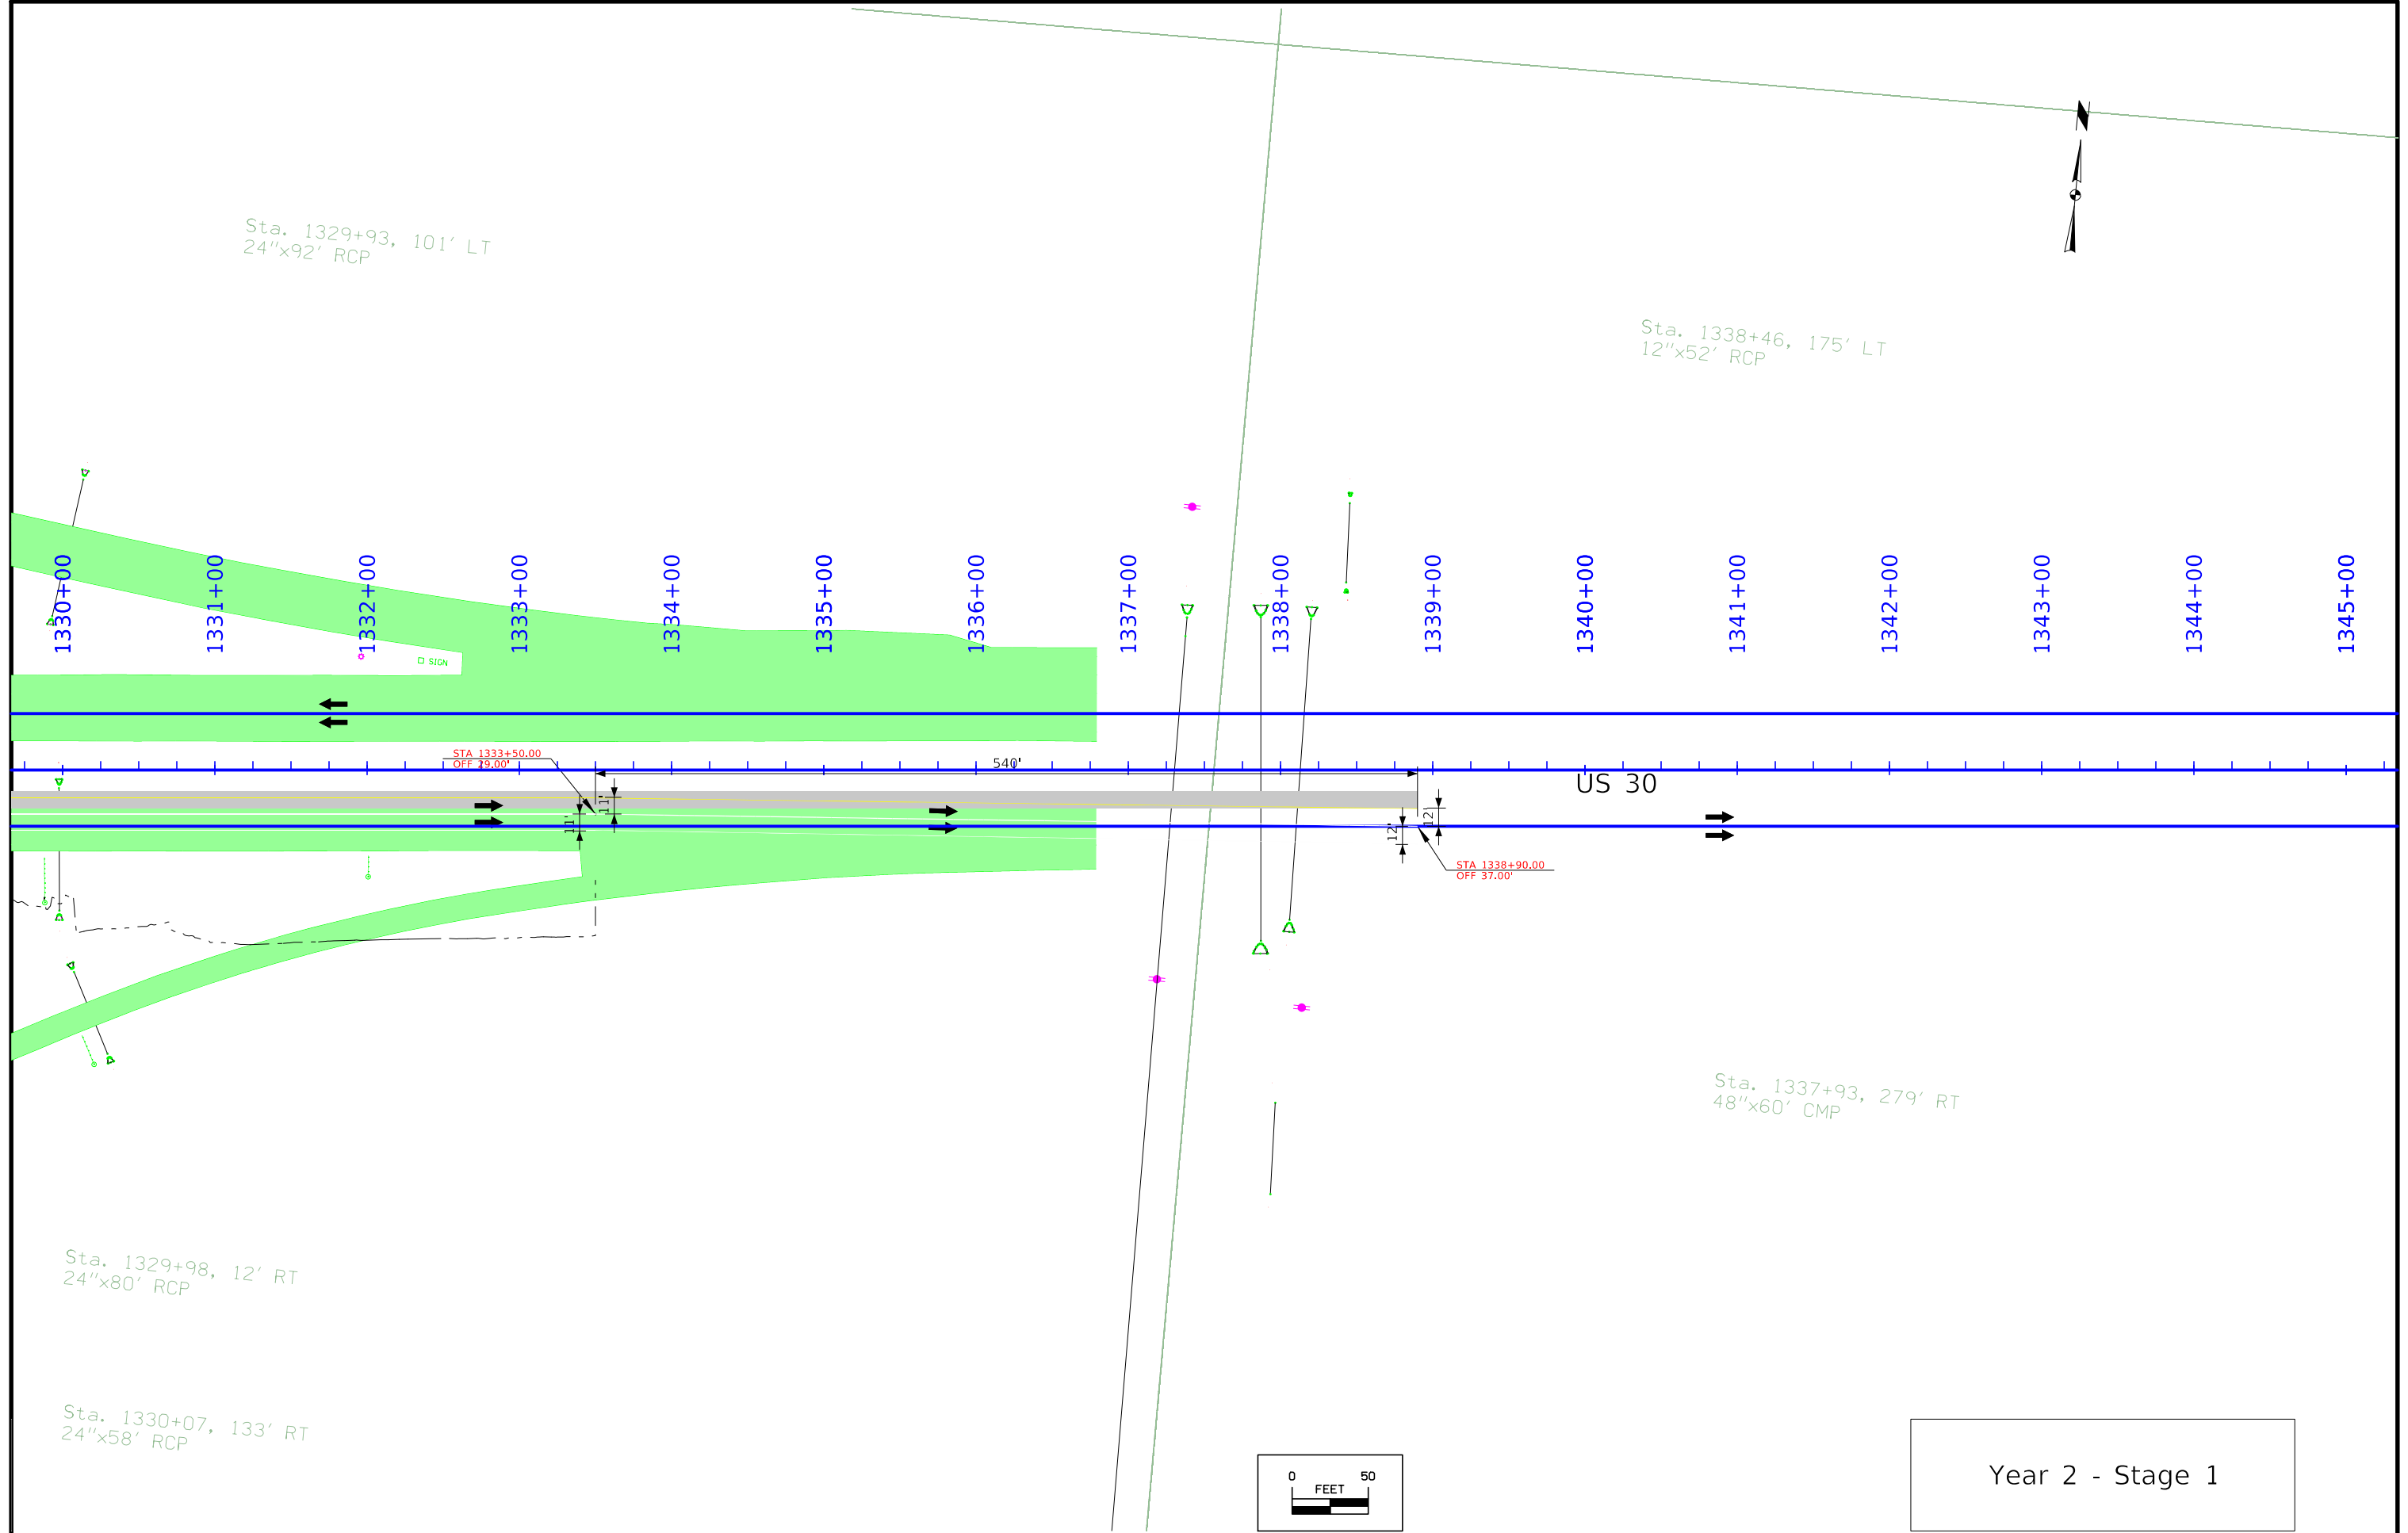 N
Sta. 1329+93, 101' LT
24"x92' RCP
Sta. 1338+46, 175' LT
12"x52' RCP
1330+00
1331+00
1332+00
1333+00
1334+00
1335+00
1336+00
1337+00
1338+00
1339+00
1340+00
1341+00
1342+00
1343+00
1344+00
1345+00
SIGN
STA 1333+50.00
OFF 29.00'
540'
US 30
11'
11'
12'
12'
STA 1338+90.00
OFF 37.00'
Sta. 1337+93, 279' RT
48"x60' CMP
Sta. 1329+98, 12' RT
24"x80' RCP
Sta. 1330+07, 133' RT
24"x58' RCP
0 50
FEET
Year 2 - Stage 1